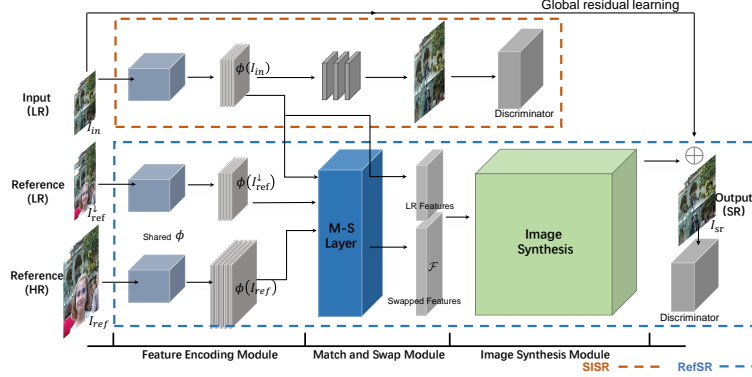 Global residual learning
Input
(LR)
I_in
ϕ(I_in)
Discriminator
Reference
(LR)
I_ref^↓
ϕ(I_ref^↓)
Shared ϕ
Reference
(HR)
I_ref
ϕ(I_ref)
M-S
Layer
LR Features
ℱ
Swapped Features
Image
Synthesis
Output
(SR)
I_sr
Discriminator
Feature Encoding Module
Match and Swap Module
Image Synthesis Module
SISR
RefSR